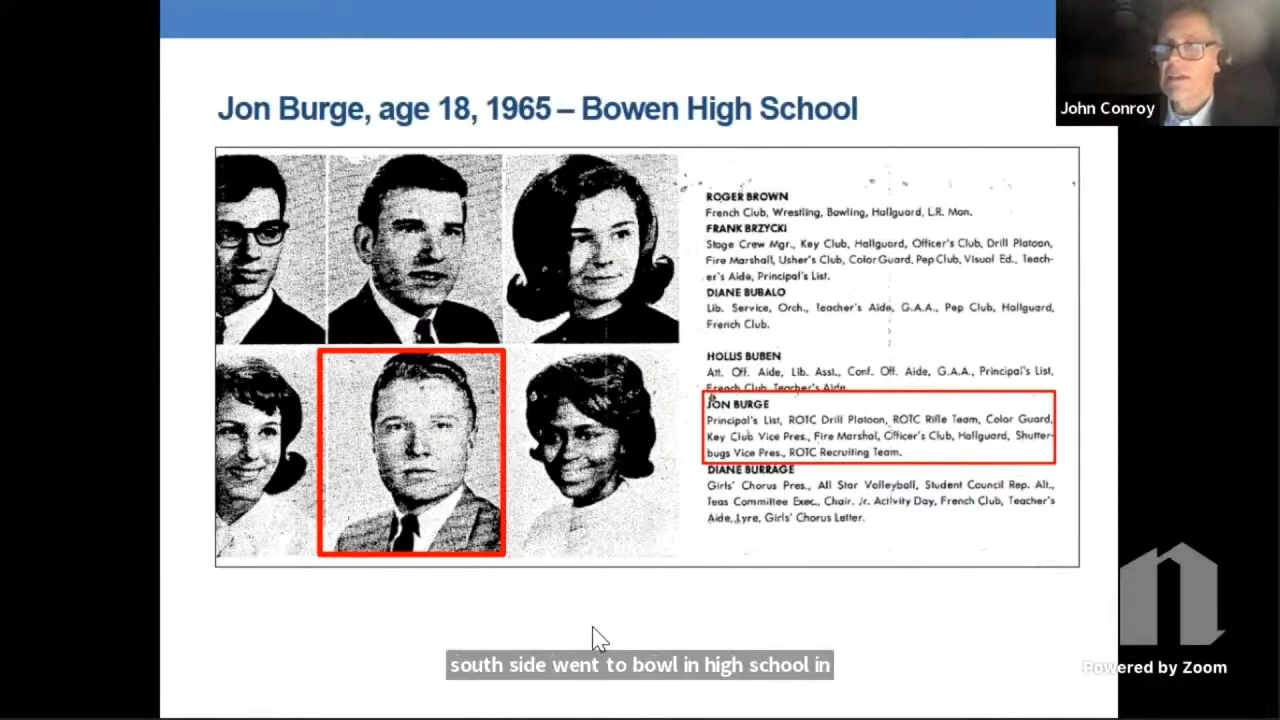 Jon Burge, age 18, 1965 – Bowen High School
John Conroy
ROGER BROWN
French Club, Wrestling, Bowling, Hallguard, L.R. Mon.
FRANK BRZYCKI
Stage Crew Mgr., Key Club, Hallguard, Officer's Club, Drill Platoon,
Fire Marshall, Usher's Club, Color Guard, Pep Club, Visual Ed., Teach-
er's Aide, Principal's List.
DIANE BUBALO
Lib. Service, Orch., Teacher's Aide, G.A.A., Pep Club, Hallguard,
French Club.
HOLLIS BUBEN
Att. Off. Aide, Lib. Asst., Conf. Off. Aide, G.A.A., Principal's List,
French Club, Teacher's Aide
JON BURGE
Principal's List, ROTC Drill Platoon, ROTC Rifle Team, Color Guard,
Key Club Vice Pres., Fire Marshal, Officer's Club, Hallguard, Shutter-
bugs Vice Pres., ROTC Recruiting Team.
DIANE BURRAGE
Girls' Chorus Pres., All Star Volleyball, Student Council Rep. Alt.,
Teas Committee Exec., Chair. Jr. Activity Day, French Club, Teacher's
Aide, Lyre, Girls' Chorus Letter.
south side went to bowl in high school in
Powered by Zoom